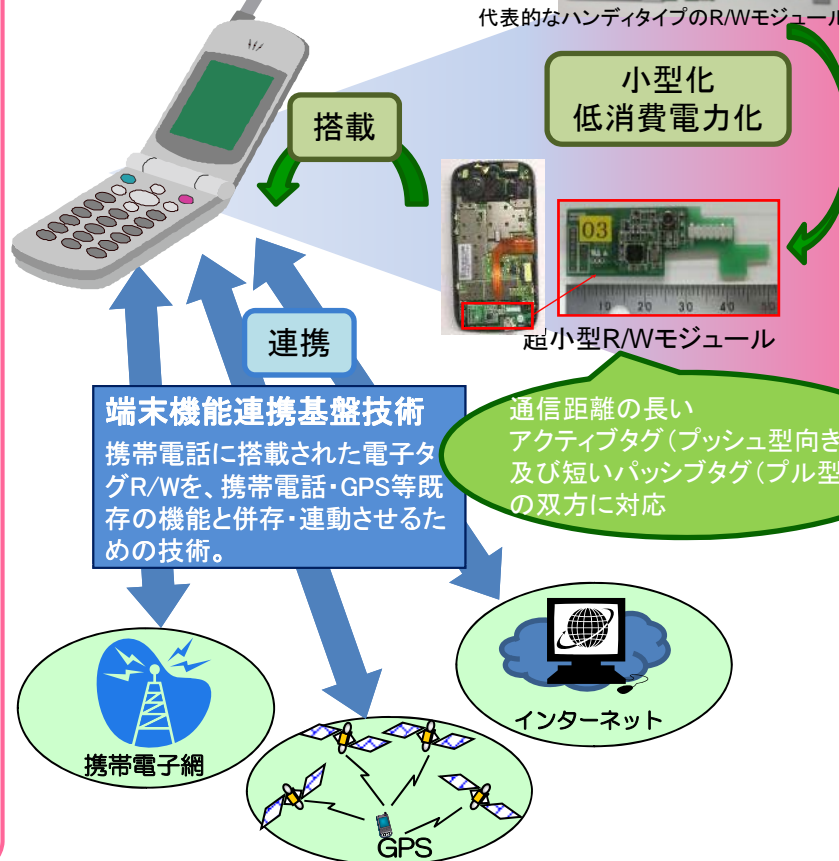 代表的なハンディタイプのR/Wモジュール
小型化
低消費電力化
搭載
03
10 20 30 40 50
超小型R/Wモジュール
連携
端末機能連携基盤技術
携帯電話に搭載された電子タ
グR/Wを、携帯電話・GPS等既
存の機能と併存・連動させるた
めの技術。
通信距離の長い
アクティブタグ（プッシュ型向き
及び短いパッシブタグ（プル型
の双方に対応
インターネット
携帯電子網
GPS